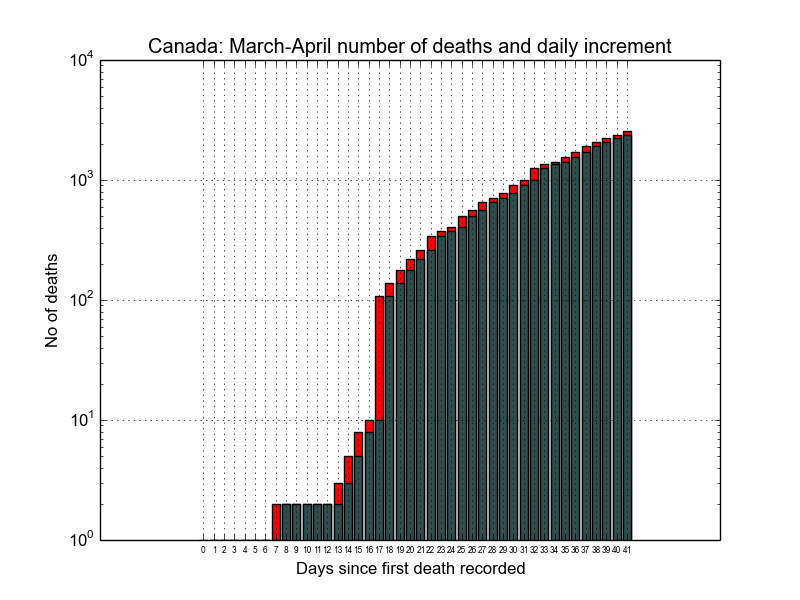 Canada: March-April number of deaths and daily increment
10^4
10^3
10^2
10^1
10^0
No of deaths
0 1 2 3 4 5 6 7 8 9 10 11 12 13 14 15 16 17 18 19 20 21 22 23 24 25 26 27 28 29 30 31 32 33 34 35 36 37 38 39 40 41
Days since first death recorded